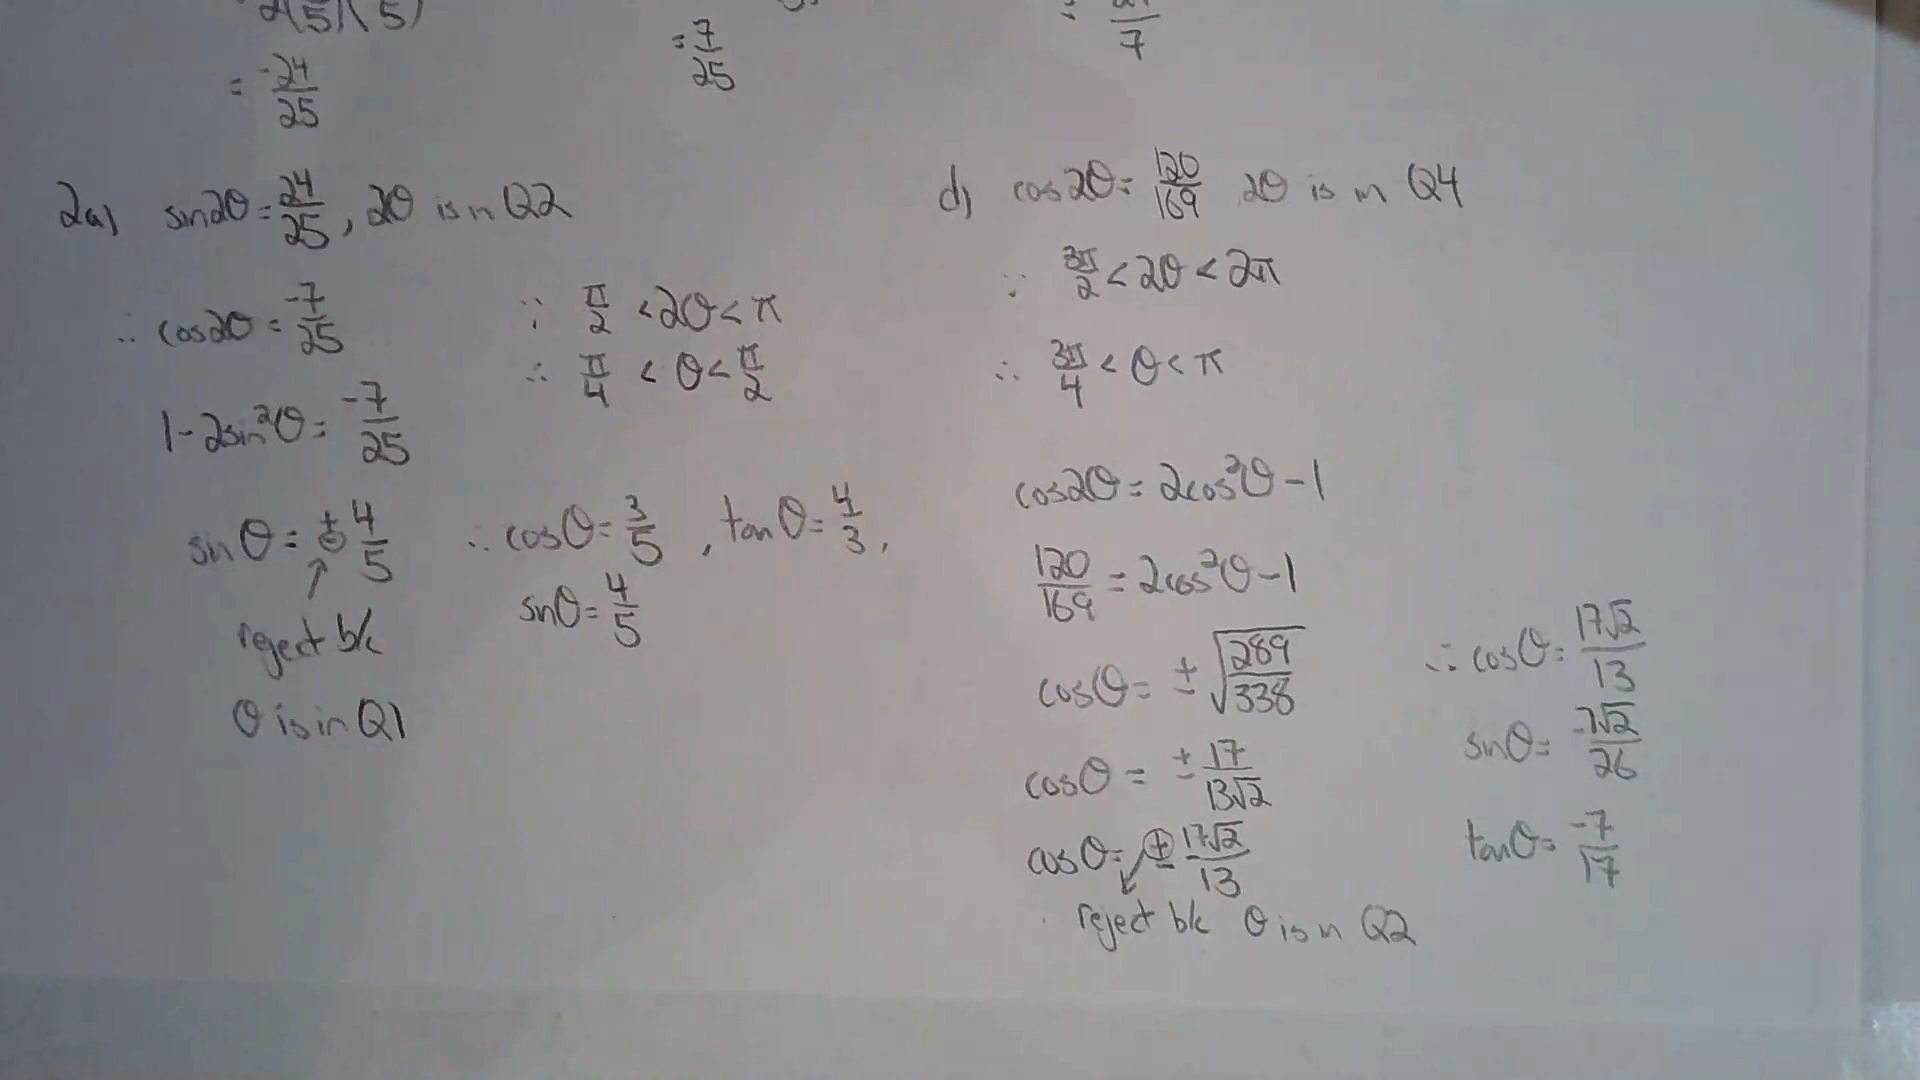 2(5)(5)
= -24/25
= 7/25
7
2a) sin2θ = 24/25, 2θ is in Q2
∴ cos2θ = -7/25
1-2sin²θ = -7/25
sinθ = ± 4/5
reject b/c
θ is in Q1
∵ π/2 < 2θ < π
∴ π/4 < θ < π/2
∴ cosθ = 3/5, tanθ = 4/3,
sinθ = 4/5
d) cos2θ = 120/169 2θ is in Q4
∵ 3π/2 < 2θ < 2π
∴ 3π/4 < θ < π
cos2θ = 2cos²θ - 1
120/169 = 2cos²θ - 1
cosθ = ± √(289/338)
cosθ = ± 17/13√2
cosθ = ± 17√2/13
reject b/c θ is in Q2
∴ cosθ = 17√2/13
sinθ = -7√2/26
tanθ = -7/17